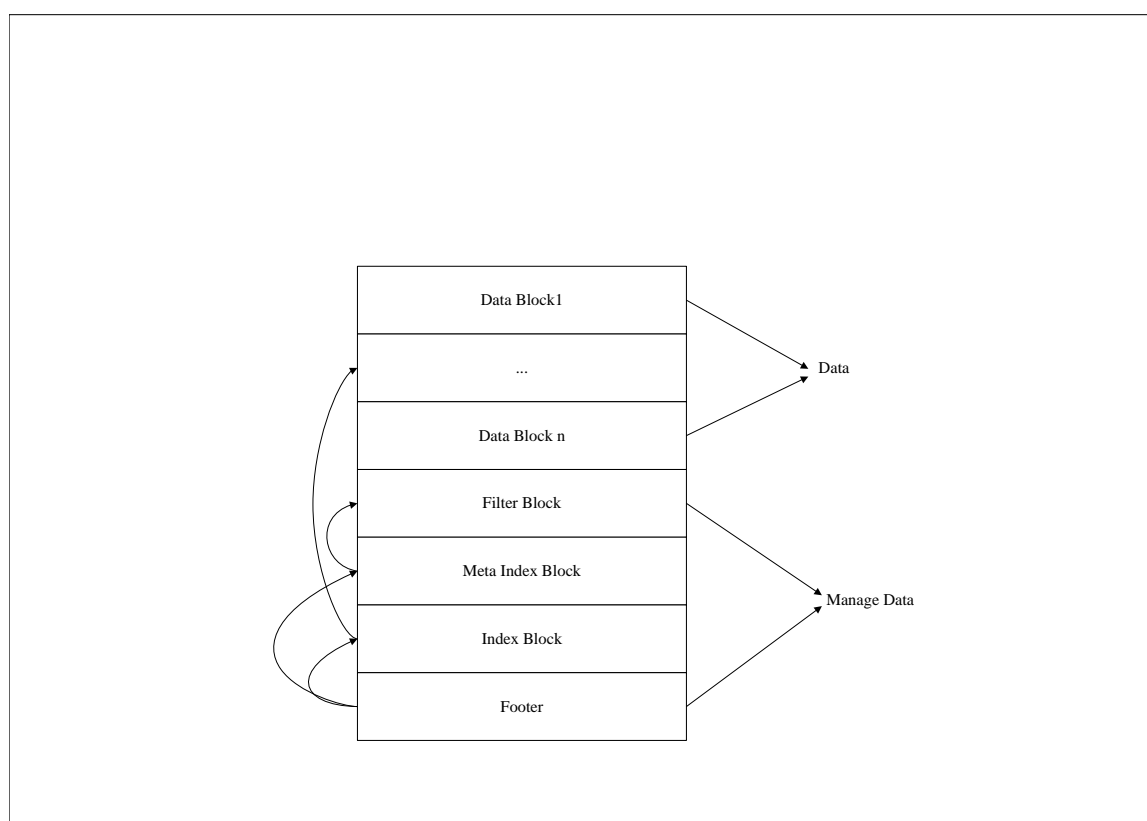 Data Block1
...
Data
Data Block n
Filter Block
Meta Index Block
Manage Data
Index Block
Footer